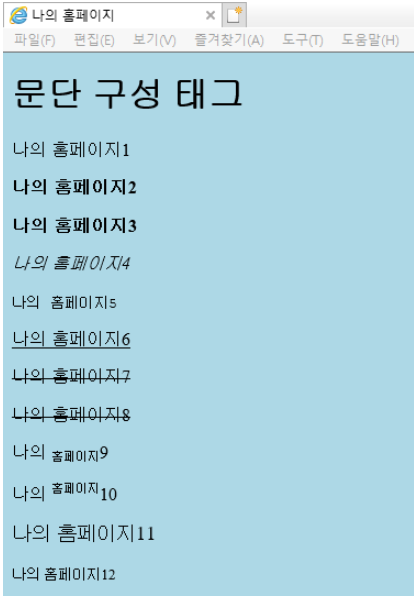 나의 홈페이지
파일(F) 편집(E) 보기(V) 즐겨찾기(A) 도구(T) 도움말(H)
문단 구성 태그
나의 홈페이지1
나의 홈페이지2
나의 홈페이지3
나의 홈페이지4
나의 홈페이지5
나의 홈페이지6
나의 홈페이지7
나의 홈페이지8
나의 홈페이지9
나의 홈페이지10
나의 홈페이지11
나의 홈페이지12